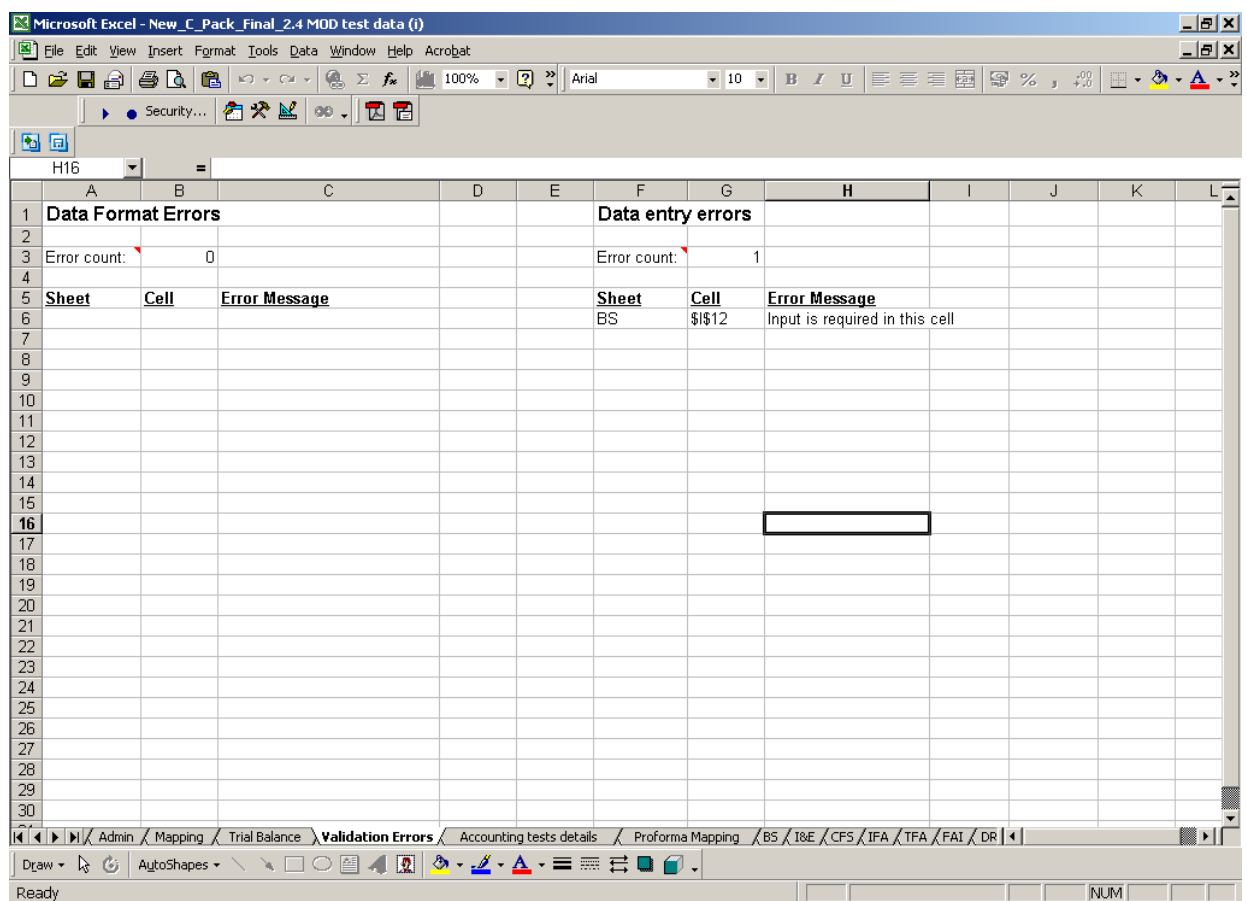 Microsoft Excel - New_C_Pack_Final_2.4 MOD test data (i)
File Edit View Insert Format Tools Data Window Help Acrobat
100% Arial 10 B I U % ,
Security...
H16 =
A B C D E F G H I J K L
1 Data Format Errors Data entry errors
2
3 Error count: 0 Error count: 1
4
5 Sheet Cell Error Message Sheet Cell Error Message
6 BS $I$12 Input is required in this cell
7
8
9
10
11
12
13
14
15
16
17
18
19
20
21
22
23
24
25
26
27
28
29
30
Admin Mapping Trial Balance Validation Errors Accounting tests details Proforma Mapping BS I&E CFS IFA TFA FAI DR
Draw AutoShapes
Ready NUM